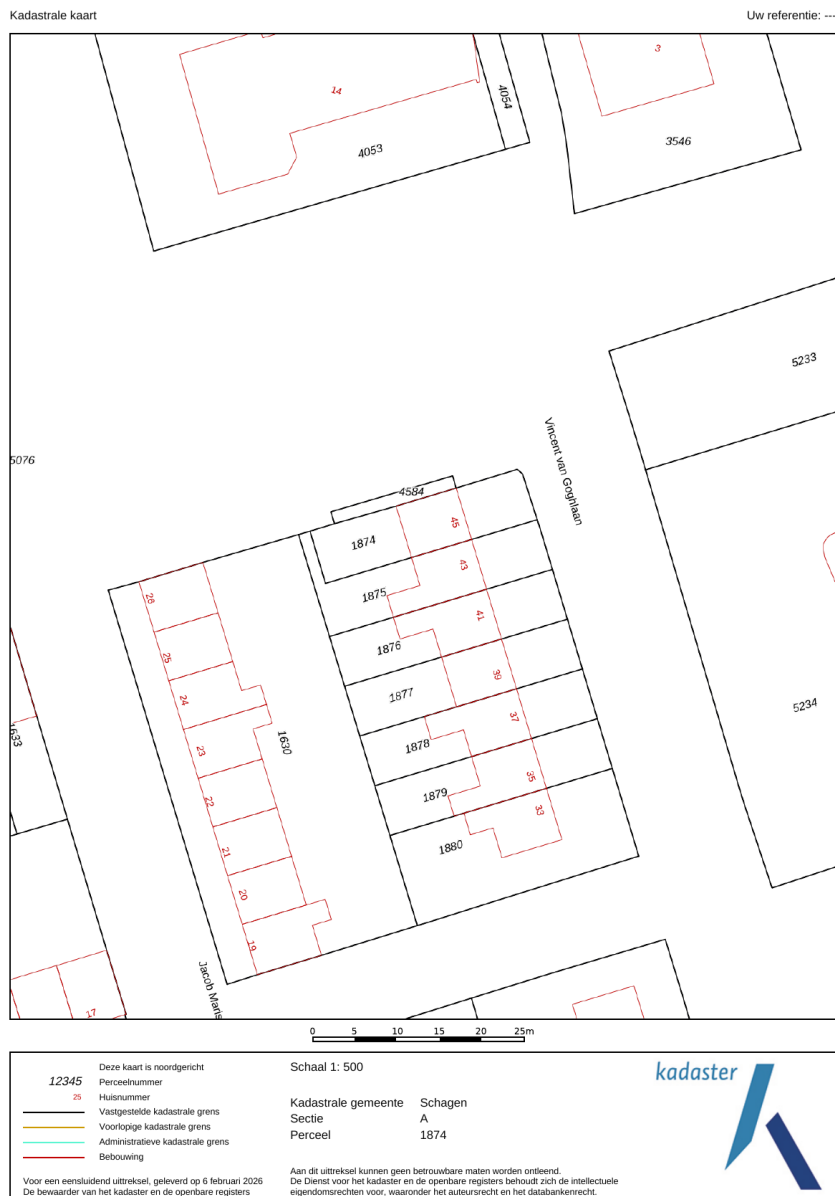 Kadastrale kaart
Uw referentie: ---
3
14
4054
4053
3546
5233
Vincent van Goghlaan
5076
4584
45
1874
43
1875
26
41
1876
25
39
24
1877
5234
37
1633
1630
23
1878
35
22
1879
33
1880
21
20
19
Jacob Maris
17
0 5 10 15 20 25m
Deze kaart is noordgericht
12345 Perceelnummer
25 Huisnummer
Vastgestelde kadastrale grens
Voorlopige kadastrale grens
Administratieve kadastrale grens
Bebouwing
Voor een eensluidend uittreksel, geleverd op 6 februari 2026
De bewaarder van het kadaster en de openbare registers
Schaal 1: 500
Kadastrale gemeente Schagen
Sectie A
Perceel 1874
Aan dit uittreksel kunnen geen betrouwbare maten worden ontleend.
De Dienst voor het kadaster en de openbare registers behoudt zich de intellectuele
eigendomsrechten voor, waaronder het auteursrecht en het databankenrecht.
kadaster